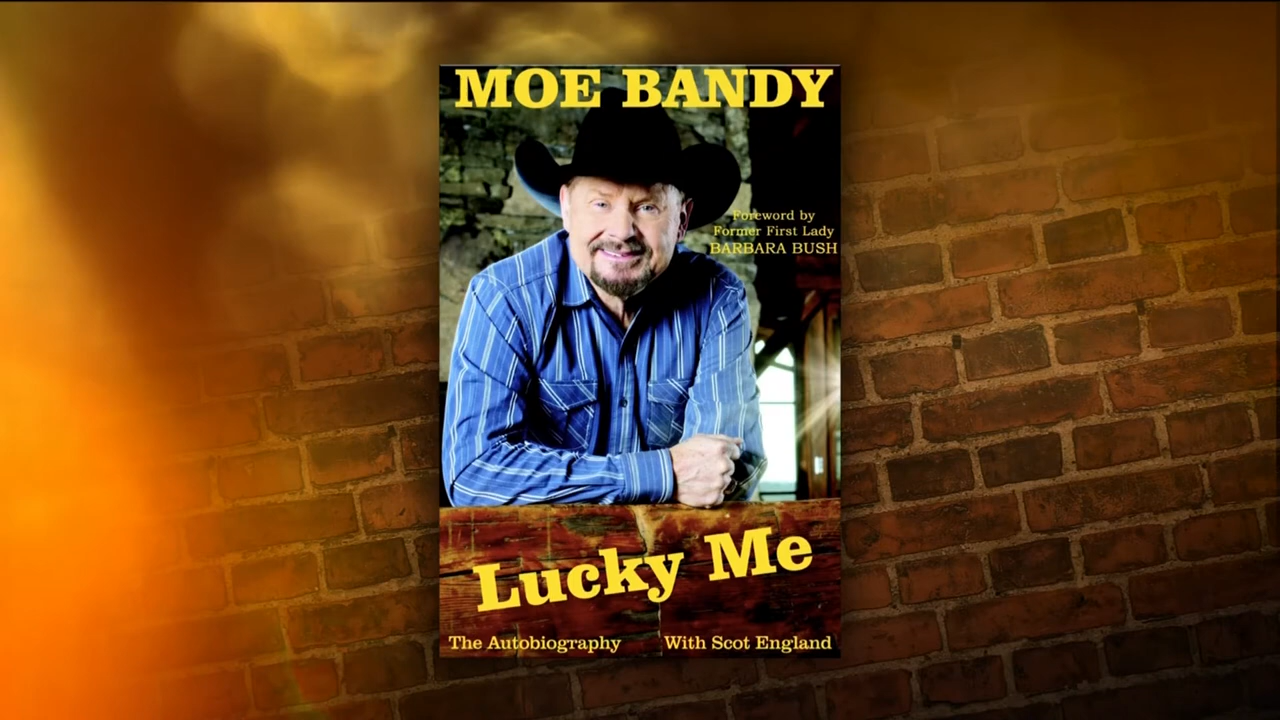 MOE BANDY
Foreword by
Former First Lady
BARBARA BUSH
Lucky Me
The Autobiography
With Scot England